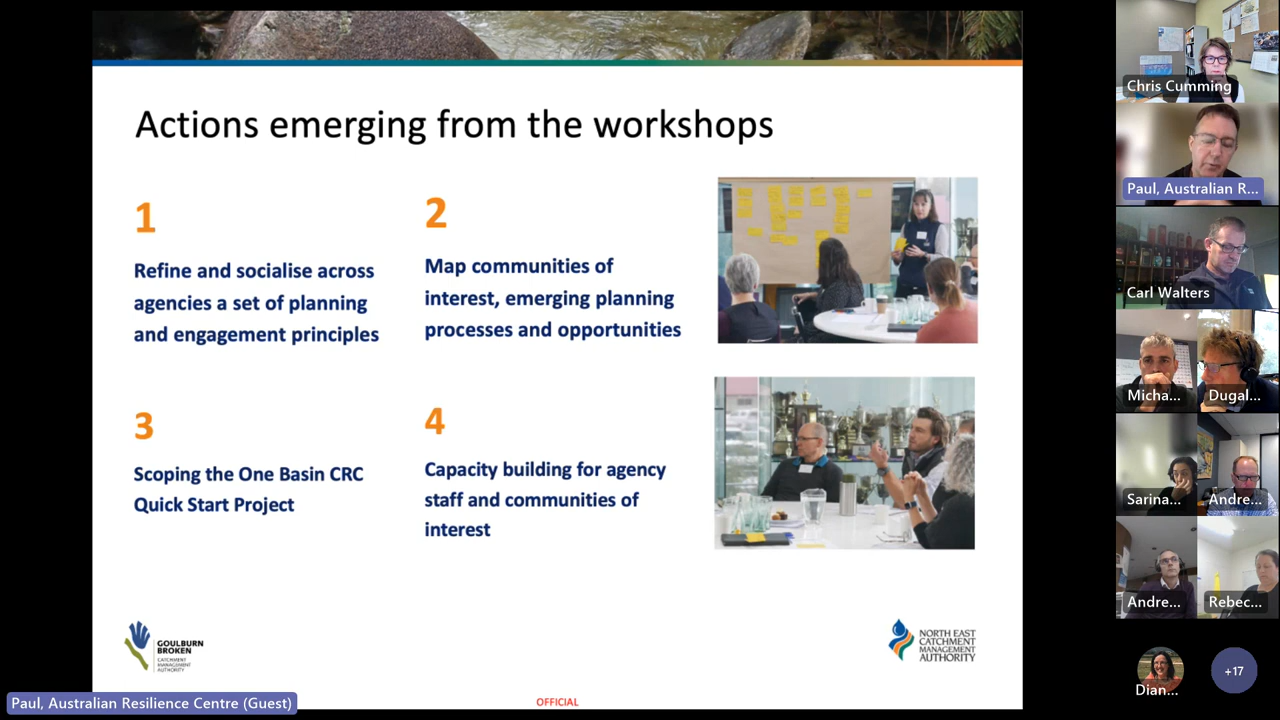 Actions emerging from the workshops
1
Refine and socialise across
agencies a set of planning
and engagement principles
2
Map communities of
interest, emerging planning
processes and opportunities
3
Scoping the One Basin CRC
Quick Start Project
4
Capacity building for agency
staff and communities of
interest
GOULBURN
BROKEN
CATCHMENT
MANAGEMENT
AUTHORITY
NORTH EAST
CATCHMENT
MANAGEMENT
AUTHORITY
OFFICIAL
Paul, Australian Resilience Centre (Guest)
Chris Cumming
Paul, Australian R...
Carl Walters
Micha...
Dugal...
Sarina...
Andre...
Andre...
Rebec...
Dian...
+17